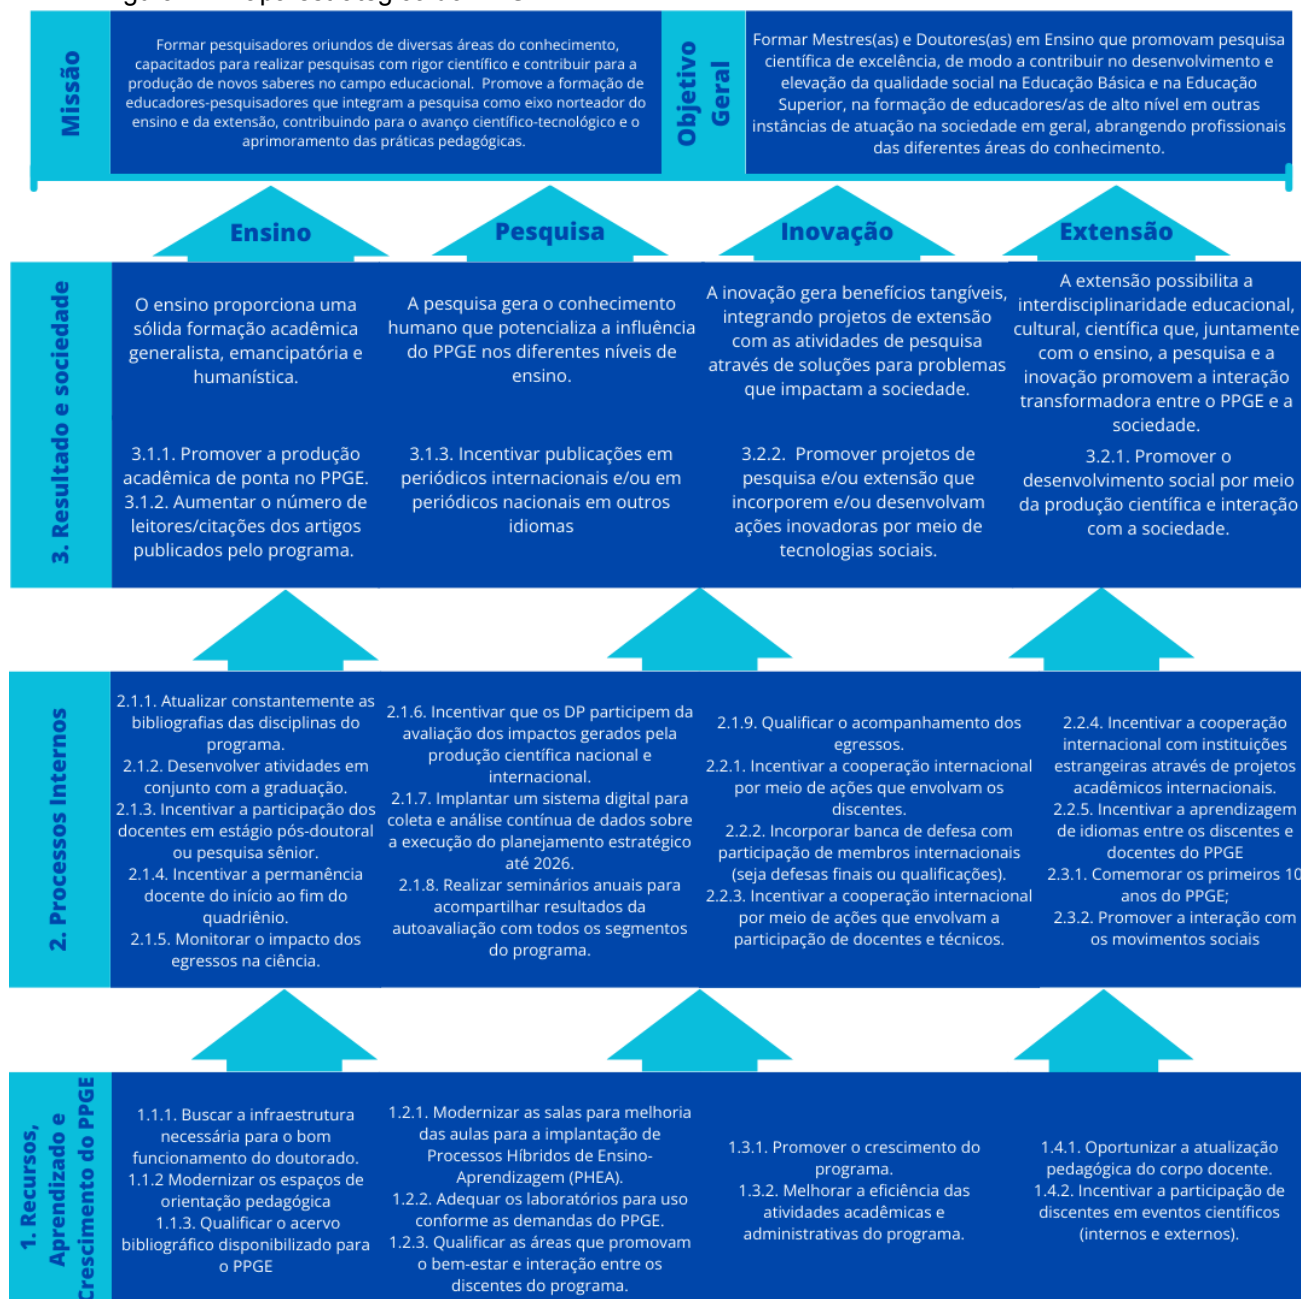 Missão
Formar pesquisadores oriundos de diversas áreas do conhecimento,
capacitados para realizar pesquisas com rigor científico e contribuir para a
produção de novos saberes no campo educacional. Promove a formação de
educadores-pesquisadores que integram a pesquisa como eixo norteador do
ensino e da extensão, contribuindo para o avanço científico-tecnológico e o
aprimoramento das práticas pedagógicas.
Objetivo
Geral
Formar Mestres(as) e Doutores(as) em Ensino que promovam pesquisa
científica de excelência, de modo a contribuir no desenvolvimento e
elevação da qualidade social na Educação Básica e na Educação
Superior, na formação de educadores/as de alto nível em outras
instâncias de atuação na sociedade em geral, abrangendo profissionais
das diferentes áreas do conhecimento.
Ensino
Pesquisa
Inovação
Extensão
3. Resultado e sociedade
O ensino proporciona uma
sólida formação acadêmica
generalista, emancipatória e
humanística.
3.1.1. Promover a produção
acadêmica de ponta no PPGE.
3.1.2. Aumentar o número de
leitores/citações dos artigos
publicados pelo programa.
A pesquisa gera o conhecimento
humano que potencializa a influência
do PPGE nos diferentes níveis de
ensino.
3.1.3. Incentivar publicações em
periódicos internacionais e/ou em
periódicos nacionais em outros
idiomas
A inovação gera benefícios tangíveis,
integrando projetos de extensão
com as atividades de pesquisa
através de soluções para problemas
que impactam a sociedade.
3.2.2. Promover projetos de
pesquisa e/ou extensão que
incorporem e/ou desenvolvam
ações inovadoras por meio de
tecnologias sociais.
A extensão possibilita a
interdisciplinaridade educacional,
cultural, científica que, juntamente
com o ensino, a pesquisa e a
inovação promovem a interação
transformadora entre o PPGE e a
sociedade.
3.2.1. Promover o
desenvolvimento social por meio
da produção científica e interação
com a sociedade.
2. Processos Internos
2.1.1. Atualizar constantemente as
bibliografias das disciplinas do
programa.
2.1.2. Desenvolver atividades em
conjunto com a graduação.
2.1.3. Incentivar a participação dos
docentes em estágio pós-doutoral
ou pesquisa sênior.
2.1.4. Incentivar a permanência
docente do início ao fim do
quadriênio.
2.1.5. Monitorar o impacto dos
egressos na ciência.
2.1.6. Incentivar que os DP participem da
avaliação dos impactos gerados pela
produção científica nacional e
internacional.
2.1.7. Implantar um sistema digital para
coleta e análise contínua de dados sobre
a execução do planejamento estratégico
até 2026.
2.1.8. Realizar seminários anuais para
acompartilhar resultados da
autoavaliação com todos os segmentos
do programa.
2.1.9. Qualificar o acompanhamento dos
egressos.
2.2.1. Incentivar a cooperação internacional
por meio de ações que envolvam os
discentes.
2.2.2. Incorporar banca de defesa com
participação de membros internacionais
(seja defesas finais ou qualificações).
2.2.3. Incentivar a cooperação internacional
por meio de ações que envolvam a
participação de docentes e técnicos.
2.2.4. Incentivar a cooperação
internacional com instituições
estrangeiras através de projetos
acadêmicos internacionais.
2.2.5. Incentivar a aprendizagem
de idiomas entre os discentes e
docentes do PPGE
2.3.1. Comemorar os primeiros 10
anos do PPGE;
2.3.2. Promover a interação com
os movimentos sociais
1. Recursos,
Aprendizado e
Crescimento do PPGE
1.1.1. Buscar a infraestrutura
necessária para o bom
funcionamento do doutorado.
1.1.2 Modernizar os espaços de
orientação pedagógica
1.1.3. Qualificar o acervo
bibliográfico disponibilizado para
o PPGE
1.2.1. Modernizar as salas para melhoria
das aulas para a implantação de
Processos Híbridos de Ensino-
Aprendizagem (PHEA).
1.2.2. Adequar os laboratórios para uso
conforme as demandas do PPGE.
1.2.3. Qualificar as áreas que promovam
o bem-estar e interação entre os
discentes do programa.
1.3.1. Promover o crescimento do
programa.
1.3.2. Melhorar a eficiência das
atividades acadêmicas e
administrativas do programa.
1.4.1. Oportunizar a atualização
pedagógica do corpo docente.
1.4.2. Incentivar a participação de
discentes em eventos científicos
(internos e externos).